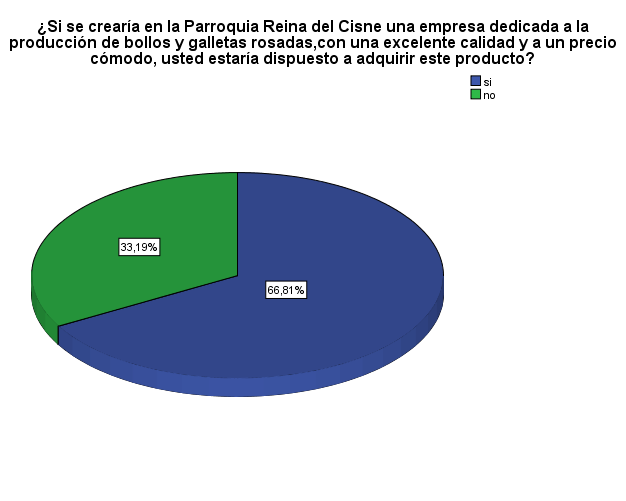 ¿Si se crearía en la Parroquia Reina del Cisne una empresa dedicada a la
producción de bollos y galletas rosadas,con una excelente calidad y a un precio
cómodo, usted estaría dispuesto a adquirir este producto?
si
no
33,19%
66,81%